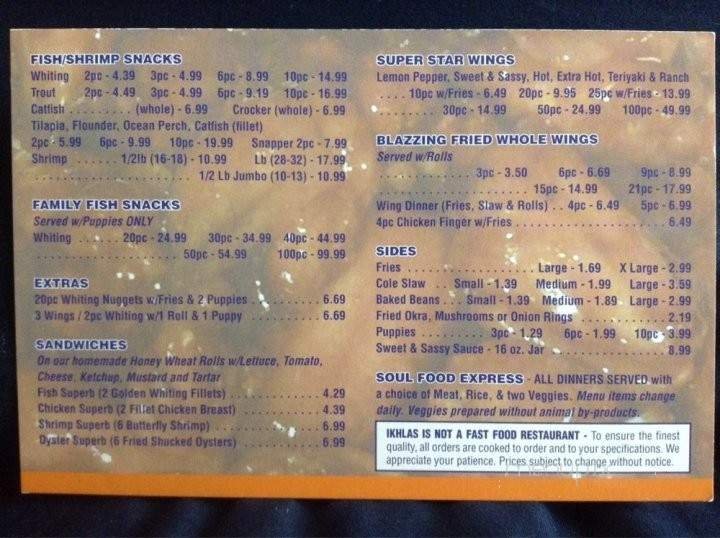 FISH/SHRIMP SNACKS
Whiting 2pc - 4.39 3pc - 4.99 6pc - 8.99 10pc - 14.99
Trout 2pc - 4.49 3pc - 4.99 6pc - 9.19 10pc - 16.99
Catfish . . . . . . . . . . . (whole) - 6.99 Crocker (whole) - 6.99
Tilapia, Flounder, Ocean Perch, Catfish (fillet)
2pc - 5.99 6pc - 9.99 10pc - 19.99 Snapper 2pc - 7.99
Shrimp . . . . . . 1/2lb (16-18) - 10.99 Lb (28-32) - 17.99
. . . . . . . . . . . . . . . . . . . . 1/2 Lb Jumbo (10-13) - 10.99
FAMILY FISH SNACKS
Served w/Puppies ONLY
Whiting . . . . . . 20pc - 24.99 30pc - 34.99 40pc - 44.99
. . . . . . . . . . . . . . . . . . 50pc - 54.99 100pc - 99.99
EXTRAS
20pc Whiting Nuggets w/Fries & 2 Puppies . . . . . . . . . . 6.69
3 Wings / 2pc Whiting w/1 Roll & 1 Puppy . . . . . . . . . . . 6.69
SANDWICHES
On our homemade Honey Wheat Rolls w/Lettuce, Tomato,
Cheese, Ketchup, Mustard and Tartar
Fish Superb (2 Golden Whiting Fillets) . . . . . . . . . . . . . . 4.29
Chicken Superb (2 Fillet Chicken Breast) . . . . . . . . . . . . 4.39
Shrimp Superb (6 Butterfly Shrimp) . . . . . . . . . . . . . . . . 6.99
Oyster Superb (6 Fried Shucked Oysters) . . . . . . . . . . . . 6.99
SUPER STAR WINGS
Lemon Pepper, Sweet & Sassy, Hot, Extra Hot, Teriyaki & Ranch
. . . . 10pc w/Fries - 6.49 20pc - 9.95 25pc w/Fries - 13.99
. . . . . . . . 30pc - 14.99 50pc - 24.99 100pc - 49.99
BLAZZING FRIED WHOLE WINGS
Served w/Rolls
. . . . . . . . . . . . . . . 3pc - 3.50 6pc - 6.69 9pc - 8.99
. . . . . . . . . . . . . . . . . . . . . . . . 15pc - 14.99 21pc - 17.99
Wing Dinner (Fries, Slaw & Rolls) . . 4pc - 6.49 5pc - 6.99
4pc Chicken Finger w/Fries . . . . . . . . . . . . . . . . . . . . . . . 6.49
SIDES
Fries . . . . . . . . . . . . . . . . . . . . Large - 1.69 X Large - 2.99
Cole Slaw . . Small - 1.39 Medium - 1.99 Large - 3.59
Baked Beans . . . Small - 1.39 Medium - 1.89 Large - 2.99
Fried Okra, Mushrooms or Onion Rings . . . . . . . . . . . . . 2.19
Puppies . . . . . . . . . . 3pc - 1.29 6pc - 1.99 10pc - 3.99
Sweet & Sassy Sauce - 16 oz. Jar . . . . . . . . . . . . . . . . . . 8.99
SOUL FOOD EXPRESS - ALL DINNERS SERVED with
a choice of Meat, Rice, & two Veggies. Menu items change
daily. Veggies prepared without animal by-products.
IKHLAS IS NOT A FAST FOOD RESTAURANT - To ensure the finest
quality, all orders are cooked to order and to your specifications. We
appreciate your patience. Prices subject to change without notice.